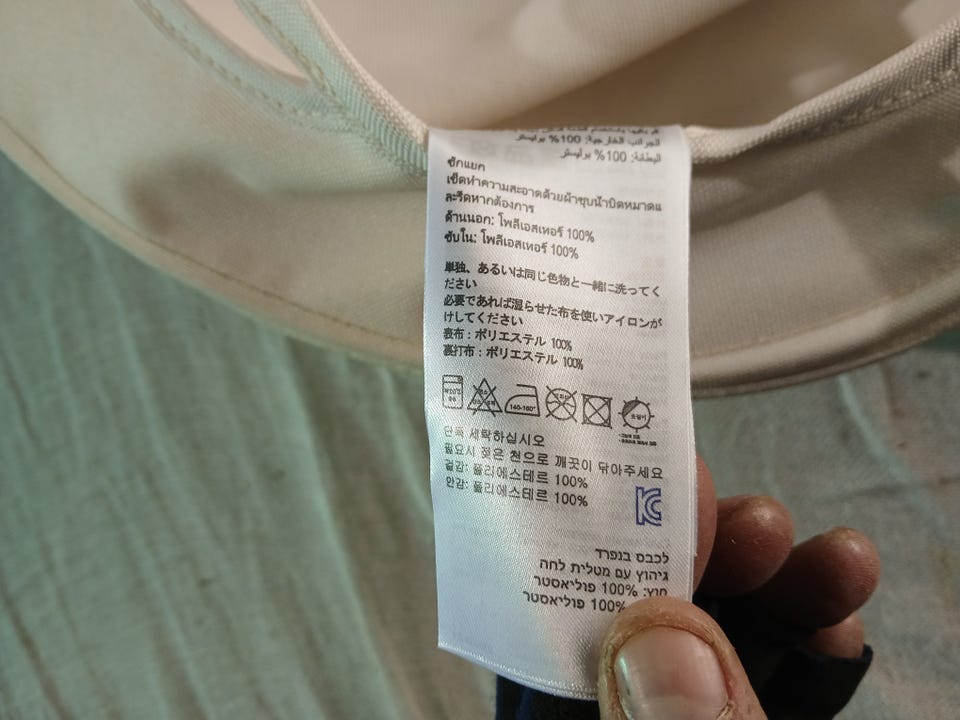 الجوانب الخارجية: 100% بوليستر
البطانة: 100% بوليستر
ซักแยก
เช็ดทำความสะอาดด้วยผ้าชุบน้ำบิดหมาดแ
ละรีดหากต้องการ
ด้านนอก: โพลีเอสเทอร์ 100%
ซับใน: โพลีเอสเทอร์ 100%
単独、あるいは同じ色物と一緒に洗ってく
ださい
必要であれば湿らせた布を使いアイロンが
けしてください
表布：ポリエステル 100%
裏打布：ポリエステル 100%
140-160°
단독 세탁하십시오
필요시 젖은 천으로 깨끗이 닦아주세요
겉감: 폴리에스테르 100%
안감: 폴리에스테르 100%
לכבס בנפרד
גיהוץ עם מטלית לחה
חוץ: 100% פוליאסטר
100% פוליאסטר